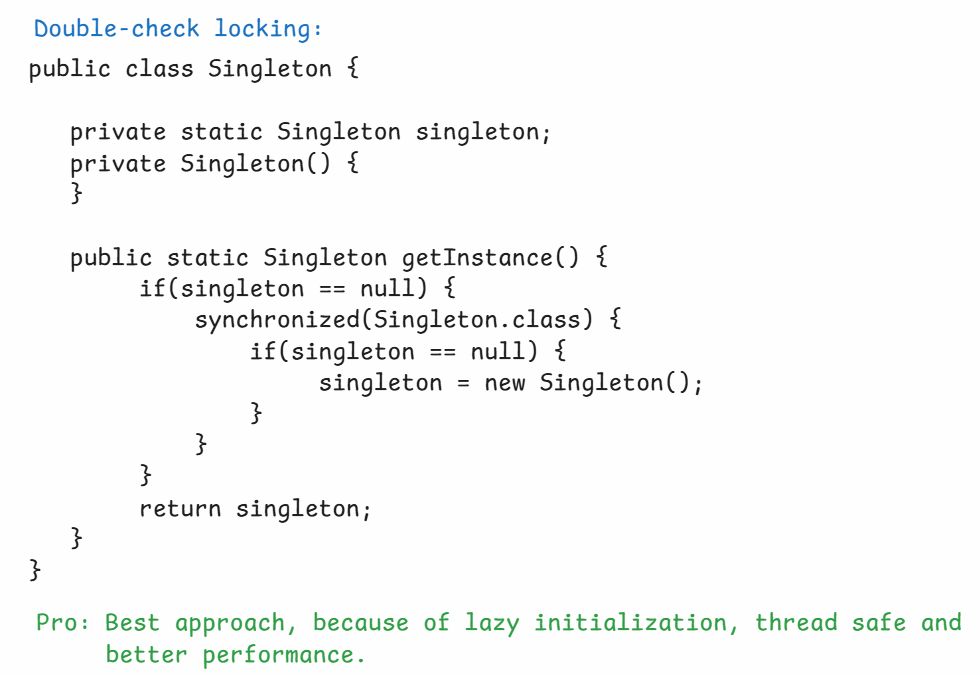 Double-check locking:
public class Singleton {
private static Singleton singleton;
private Singleton() {
}
public static Singleton getInstance() {
if(singleton == null) {
synchronized(Singleton.class) {
if(singleton == null) {
singleton = new Singleton();
}
}
}
return singleton;
}
}
Pro: Best approach, because of lazy initialization, thread safe and
better performance.